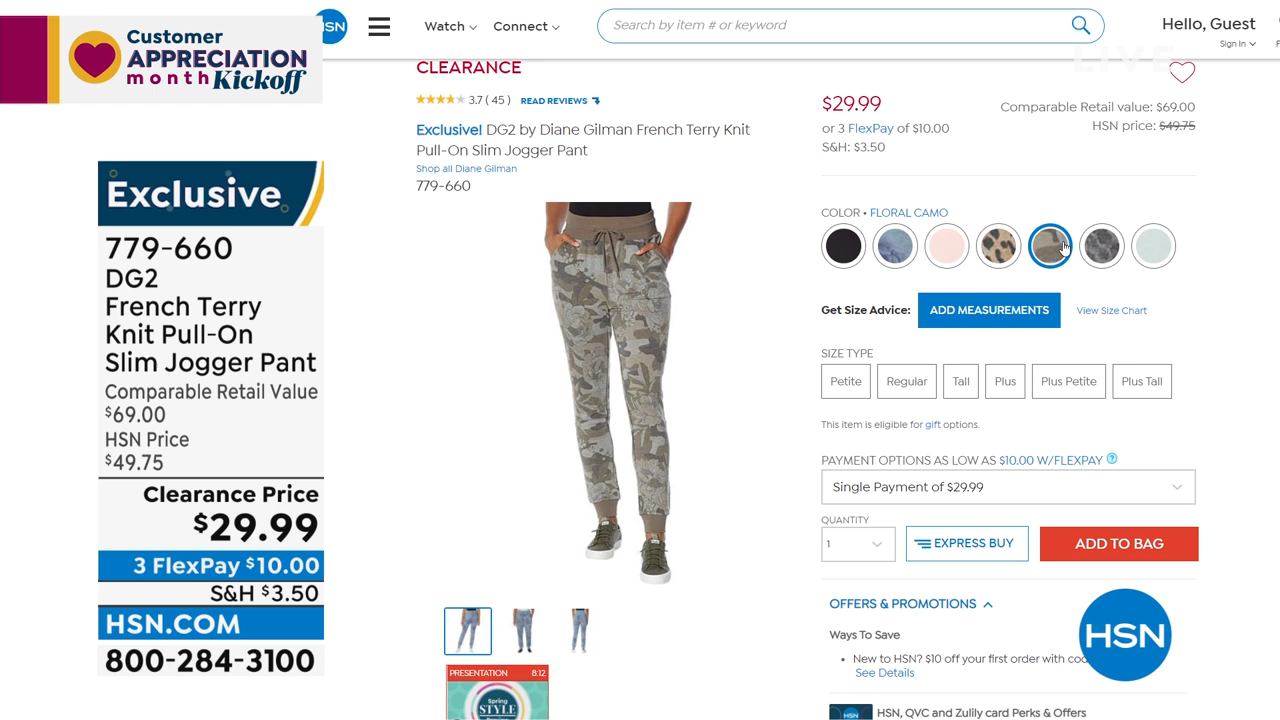 Customer
APPRECIATION
month Kickoff
HSN
Watch
Connect
Search by item # or keyword
Hello, Guest
Sign In
LIVE
CLEARANCE
3.7 ( 45 ) READ REVIEWS
Exclusive! DG2 by Diane Gilman French Terry Knit
Pull-On Slim Jogger Pant
Shop all Diane Gilman
779-660
$29.99
or 3 FlexPay of $10.00
S&H: $3.50
Comparable Retail value: $69.00
HSN price: $49.75
Exclusive
779-660
DG2
French Terry
Knit Pull-On
Slim Jogger Pant
Comparable Retail Value
$69.00
HSN Price
$49.75
Clearance Price
$29.99
3 FlexPay $10.00
S&H $3.50
HSN.COM
800-284-3100
COLOR • FLORAL CAMO
Get Size Advice: ADD MEASUREMENTS View Size Chart
SIZE TYPE
Petite Regular Tall Plus Plus Petite Plus Tall
This item is eligible for gift options.
PAYMENT OPTIONS AS LOW AS $10.00 W/FLEXPAY ?
Single Payment of $29.99
QUANTITY
1
EXPRESS BUY
ADD TO BAG
OFFERS & PROMOTIONS
Ways To Save
• New to HSN? $10 off your first order with
See Details
HSN
HSN, QVC and Zulily card Perks & Offers
HSN
PRESENTATION 8:12
Spring
STYLE